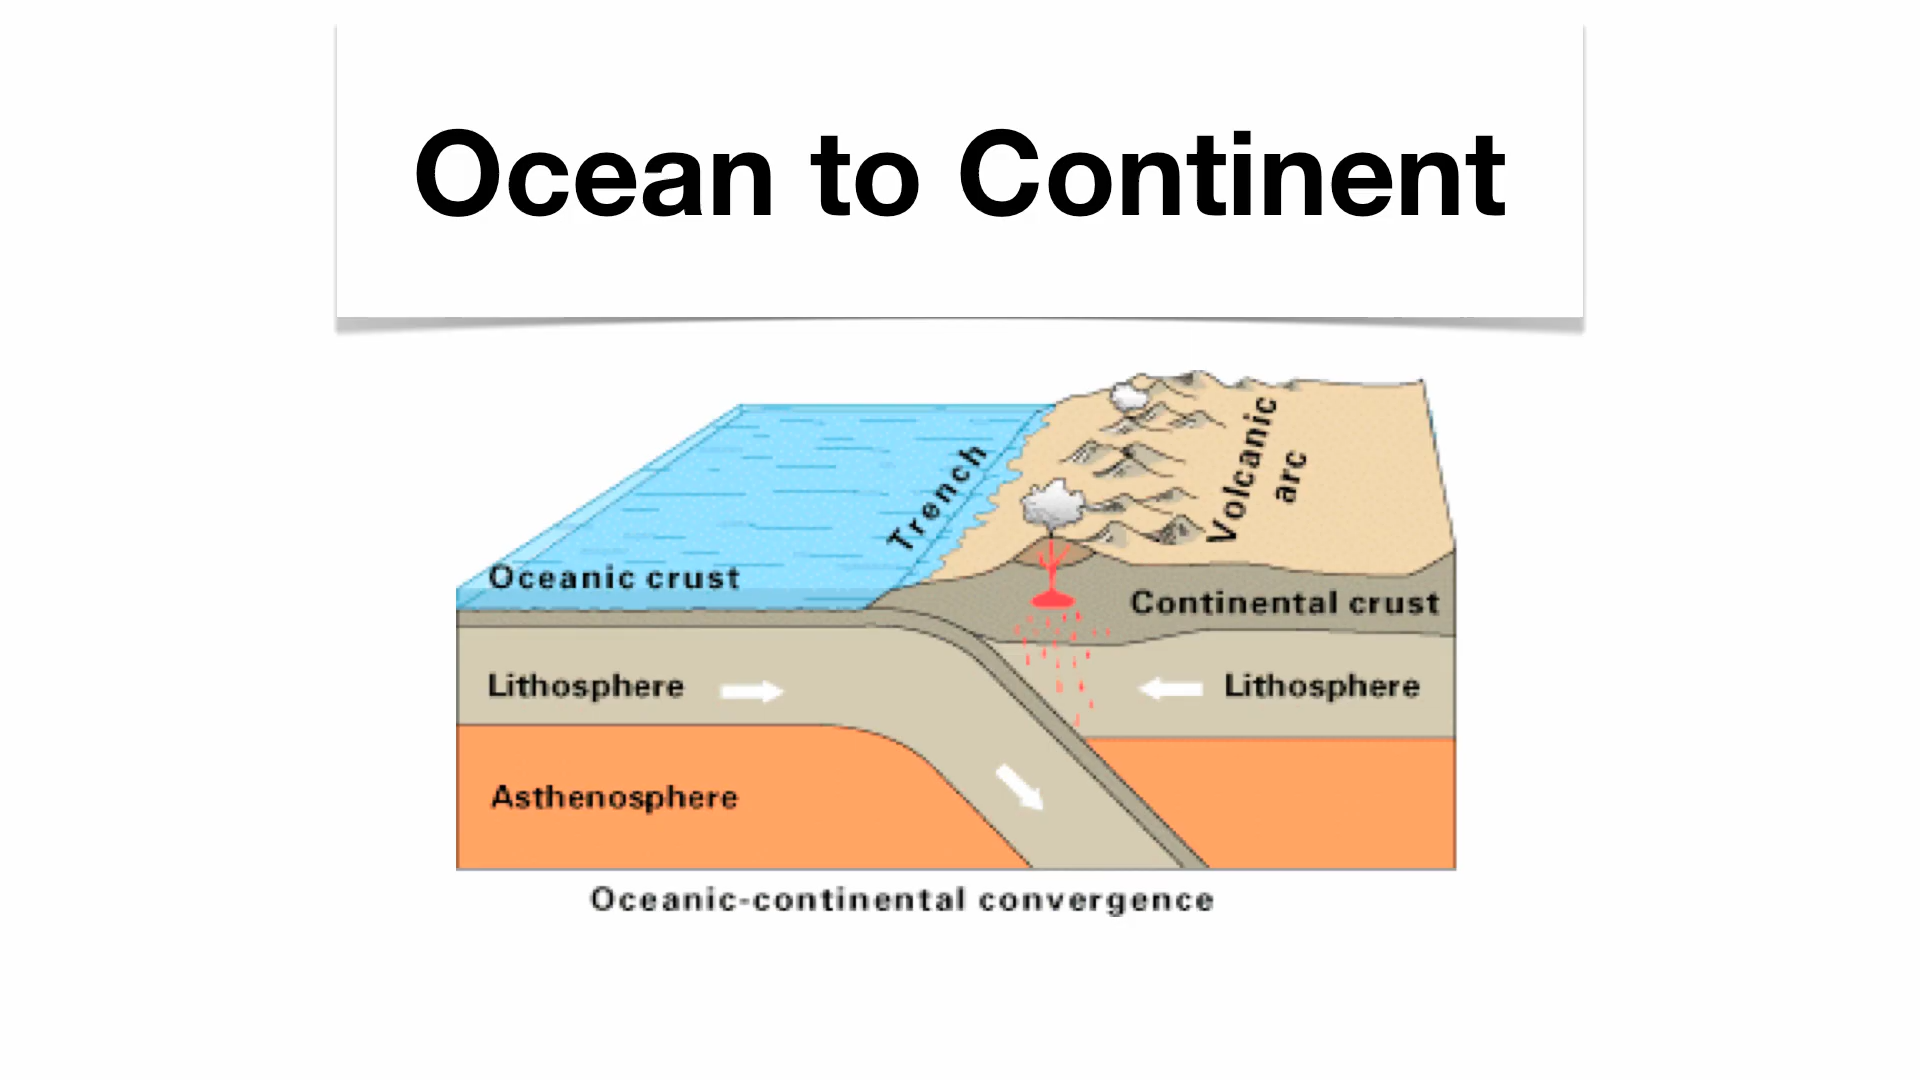 Ocean to Continent
Trench
Volcanic
arc
Oceanic crust
Continental crust
Lithosphere
Lithosphere
Asthenosphere
Oceanic-continental convergence